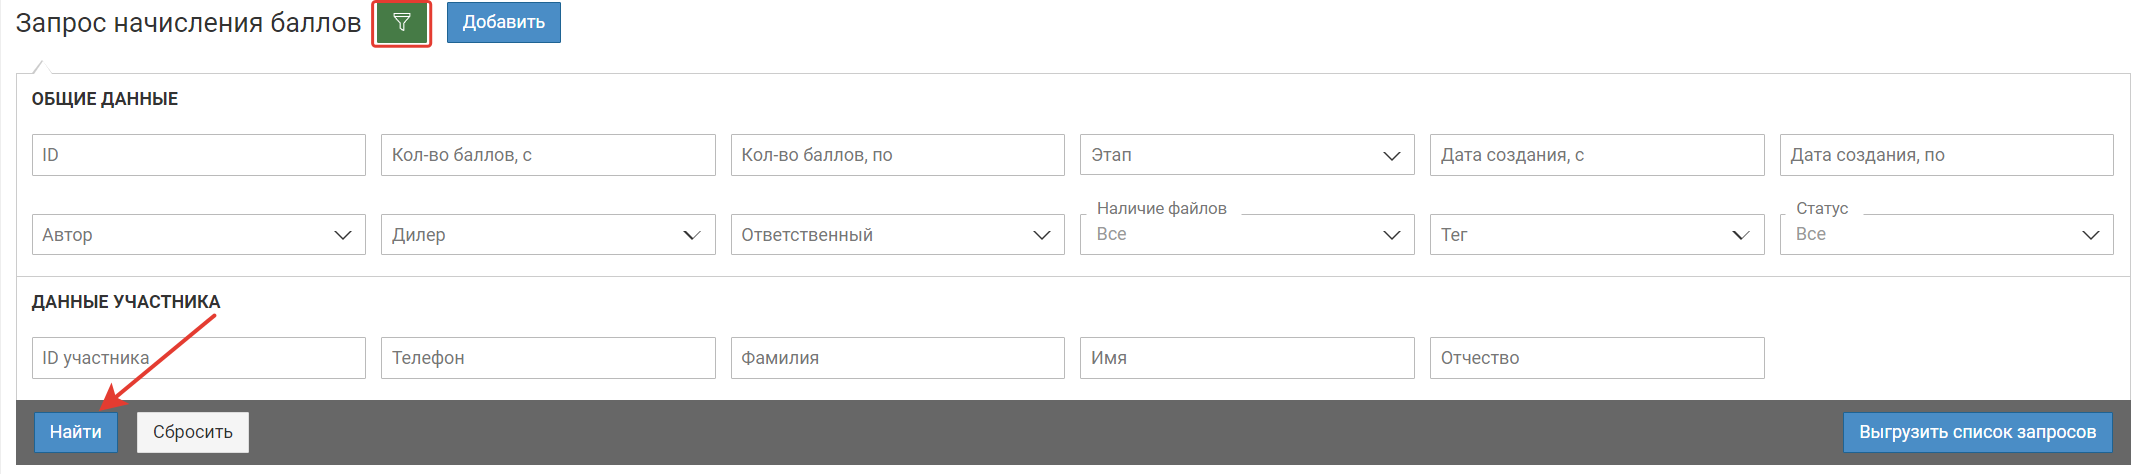 Запрос начисления баллов Добавить
ОБЩИЕ ДАННЫЕ
ID Кол-во баллов, с Кол-во баллов, по Этап Дата создания, с Дата создания, по
Наличие файлов Статус
Автор Дилер Ответственный Все Тег Все
ДАННЫЕ УЧАСТНИКА
ID участника Телефон Фамилия Имя Отчество
Найти Сбросить Выгрузить список запросов